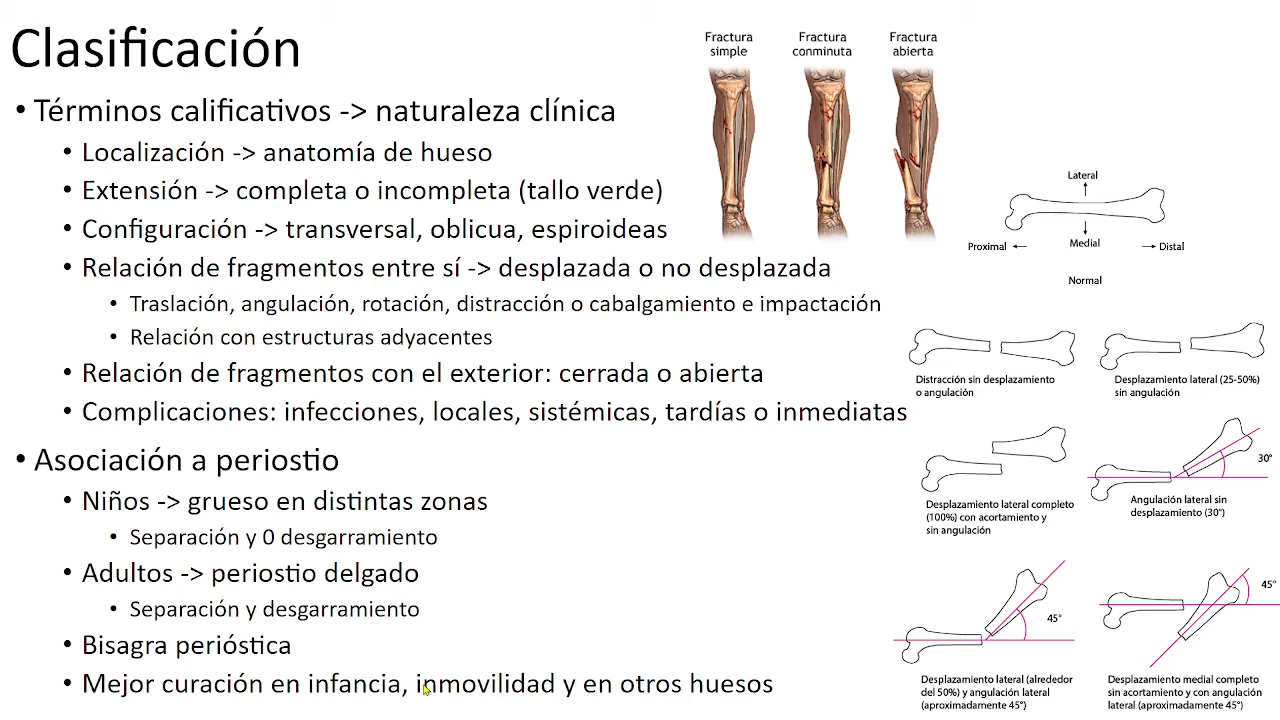 Clasificación
• Términos calificativos -> naturaleza clínica
• Localización -> anatomía de hueso
• Extensión -> completa o incompleta (tallo verde)
• Configuración -> transversal, oblicua, espiroideas
• Relación de fragmentos entre sí -> desplazada o no desplazada
• Traslación, angulación, rotación, distracción o cabalgamiento e impactación
• Relación con estructuras adyacentes
• Relación de fragmentos con el exterior: cerrada o abierta
• Complicaciones: infecciones, locales, sistémicas, tardías o inmediatas
• Asociación a periostio
• Niños -> grueso en distintas zonas
• Separación y 0 desgarramiento
• Adultos -> periostio delgado
• Separación y desgarramiento
• Bisagra perióstica
• Mejor curación en infancia, inmovilidad y en otros huesos
Fractura
simple
Fractura
conminuta
Fractura
abierta
Lateral
Proximal
Medial
Distal
Normal
Distracción sin desplazamiento
o angulación
Desplazamiento lateral (25-50%)
sin angulación
Desplazamiento lateral completo
(100%) con acortamiento y
sin angulación
30°
Angulación lateral sin
desplazamiento (30°)
45°
Desplazamiento lateral (alrededor
del 50%) y angulación lateral
(aproximadamente 45°)
45°
Desplazamiento medial completo
sin acortamiento y con angulación
lateral (aproximadamente 45°)